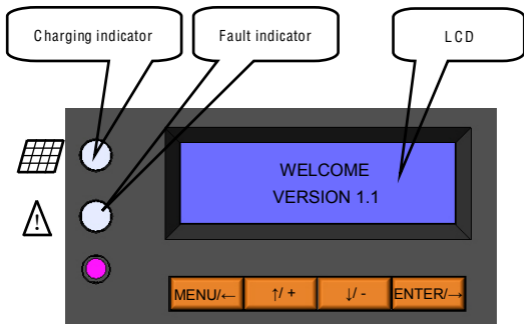 Charging indicator
Fault indicator
LCD
WELCOME
VERSION 1.1
MENU/←
↑/ +
↓/ -
ENTER/→